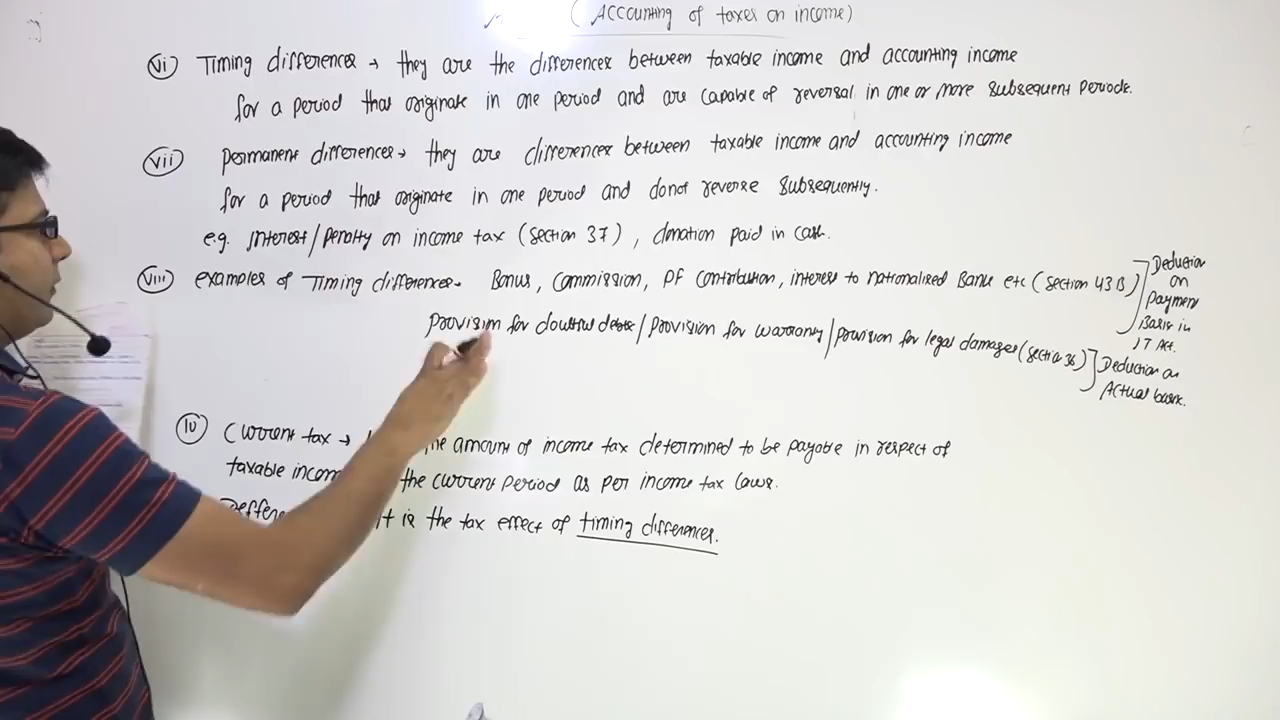 (Accounting of taxes on income)
(vi) Timing differences → they are the differences between taxable income and accounting income
for a period that originate in one period and are capable of reversal in one or more subsequent periods.
(vii) permanent differences → they are differences between taxable income and accounting income
for a period that originate in one period and donot reverse subsequently.
e.g. Interest/penalty on income tax (section 37), donation paid in cash.
(viii) examples of Timing differences- Bonus, commission, PF contribution, interest to nationalised Banks etc (section 43 B)
Deduction
on
payment
Basis in
IT Act.
provision for doubtful debts/provision for warranty/provision for legal damages (section 36)
Deduction on
Actual basis.
(iv) Current tax → the amount of income tax determined to be payable in respect of
taxable income the current period as per income tax laws.
It is the tax effect of timing differences.